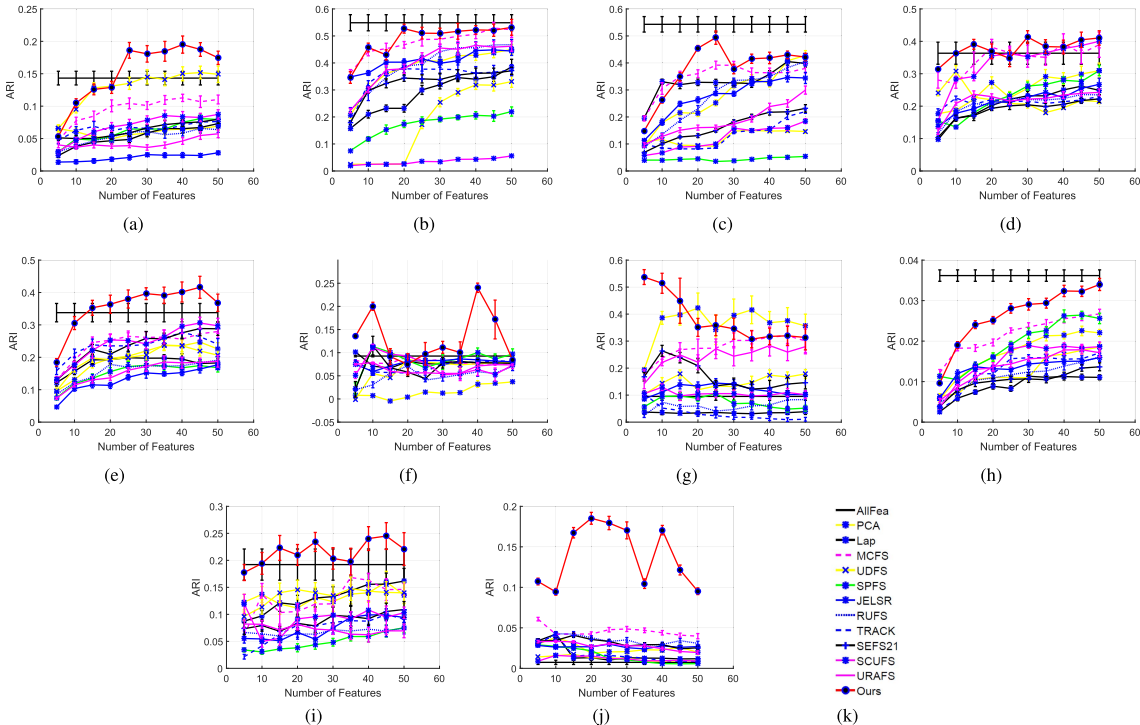 0.25
0.2
0.15
0.1
0.05
0
ARI
0 10 20 30 40 50 60
Number of Features
(a)
0.6
0.5
0.4
0.3
0.2
0.1
0
ARI
0 10 20 30 40 50 60
Number of Features
(b)
0.6
0.5
0.4
0.3
0.2
0.1
0
ARI
0 10 20 30 40 50 60
Number of Features
(c)
0.5
0.4
0.3
0.2
0.1
0
ARI
0 10 20 30 40 50 60
Number of Features
(d)
0.5
0.4
0.3
0.2
0.1
0
ARI
0 10 20 30 40 50 60
Number of Features
(e)
0.25
0.2
0.15
0.1
0.05
0
-0.05
ARI
0 10 20 30 40 50 60
Number of Features
(f)
0.6
0.5
0.4
0.3
0.2
0.1
0
ARI
0 10 20 30 40 50 60
Number of Features
(g)
0.04
0.03
0.02
0.01
0
ARI
0 10 20 30 40 50 60
Number of Features
(h)
0.3
0.25
0.2
0.15
0.1
0.05
0
ARI
0 10 20 30 40 50 60
Number of Features
(i)
0.2
0.15
0.1
0.05
0
ARI
0 10 20 30 40 50 60
Number of Features
(j)
AllFea
PCA
Lap
MCFS
UDFS
SPFS
JELSR
RUFS
TRACK
SEFS21
SCUFS
URAFS
Ours
(k)